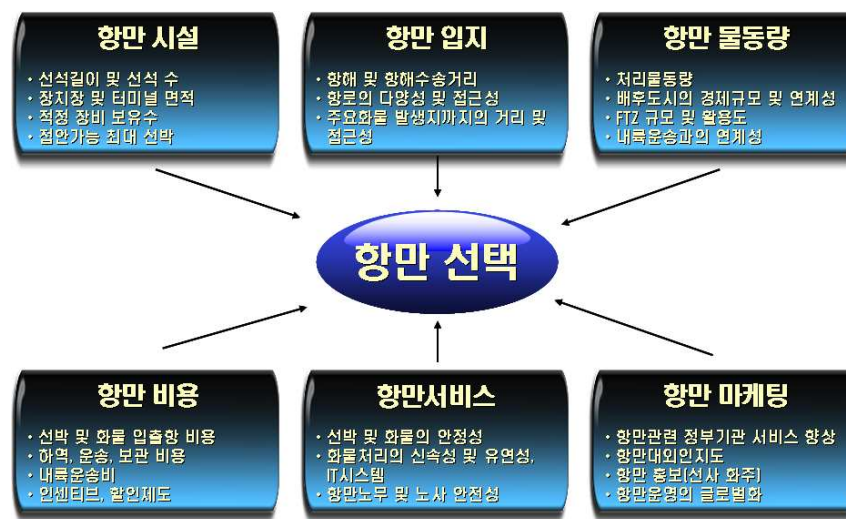 항만 시설
• 선석길이 및 선석 수
• 장치장 및 터미널 면적
• 적정 장비 보유수
• 접안가능 최대 선박
항만 입지
• 항해 및 항해수송거리
• 항로의 다양성 및 접근성
• 주요화물 발생지까지의 거리 및
접근성
항만 물동량
• 처리물동량
• 배후도시의 경제규모 및 연계성
• FTZ 규모 및 활용도
• 내륙운송과의 연계성
항만 선택
항만 비용
• 선박 및 화물 입출항 비용
• 하역, 운송, 보관 비용
• 내륙운송비
• 인센티브, 할인제도
항만서비스
• 선박 및 화물의 안정성
• 화물처리의 신속성 및 유연성,
IT시스템
• 항만노무 및 노사 안전성
항만 마케팅
• 항만관련 정부기관 서비스 향상
• 항만대외인지도
• 항만 홍보(선사 화주)
• 항만운영의 글로벌화